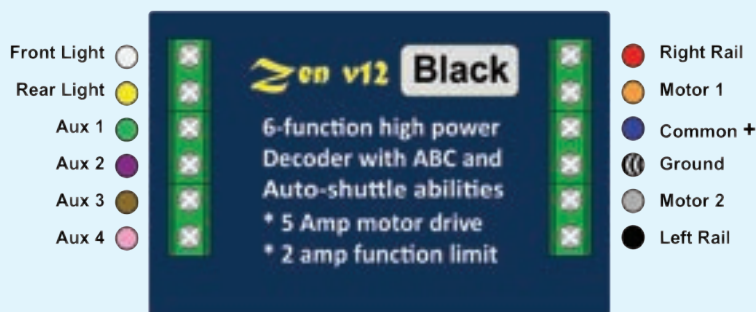 Front Light
Rear Light
Aux 1
Aux 2
Aux 3
Aux 4
Zen v12 Black
6-function high power
Decoder with ABC and
Auto-shuttle abilities
* 5 Amp motor drive
* 2 amp function limit
Right Rail
Motor 1
Common +
Ground
Motor 2
Left Rail